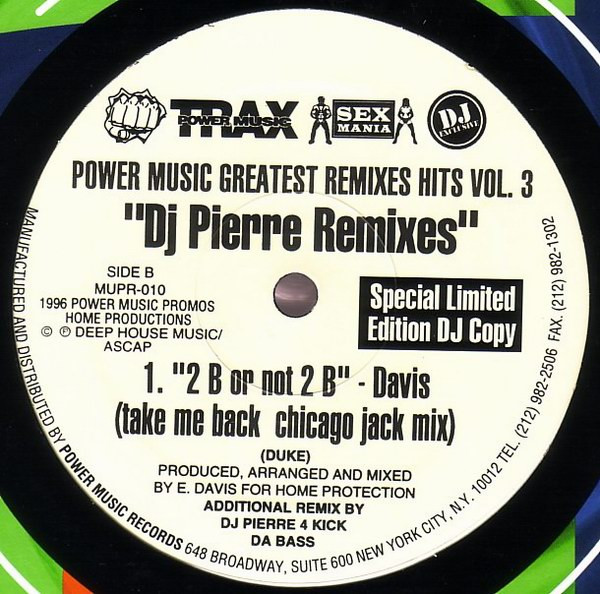 TRAX
POWER MUSIC
SEX
MANIA
DJ
EXCLUSIVE
POWER MUSIC GREATEST REMIXES HITS VOL. 3
"Dj Pierre Remixes"
SIDE B
MUPR-010
1996 POWER MUSIC PROMOS
HOME PRODUCTIONS
© ℗ DEEP HOUSE MUSIC/
ASCAP
Special Limited
Edition DJ Copy
1. "2 B or not 2 B" - Davis
(take me back chicago jack mix)
(DUKE)
PRODUCED, ARRANGED AND MIXED
BY E. DAVIS FOR HOME PROTECTION
ADDITIONAL REMIX BY
DJ PIERRE 4 KICK
DA BASS
MANUFACTURED AND DISTRIBUTED BY POWER MUSIC RECORDS 648 BROADWAY, SUITE 600 NEW YORK CITY, N.Y. 10012 TEL. (212) 982-2506 FAX. (212) 982-1302